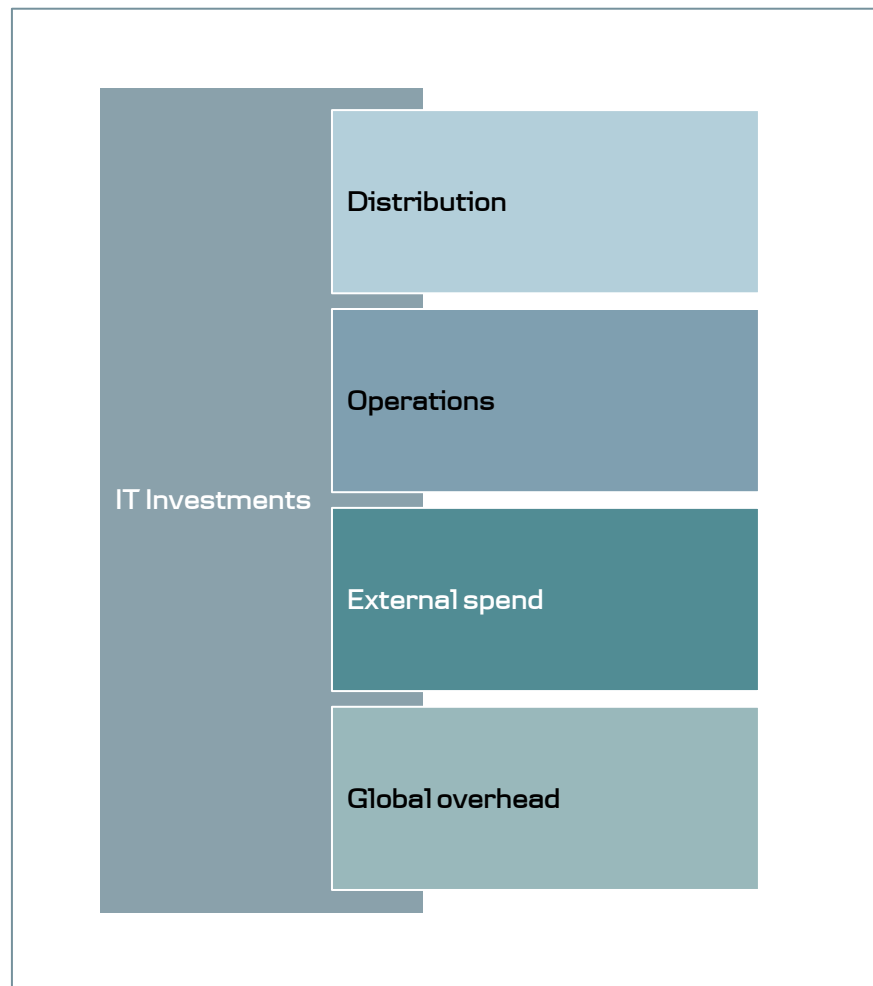 Distribution
Operations
IT Investments
External spend
Global overhead